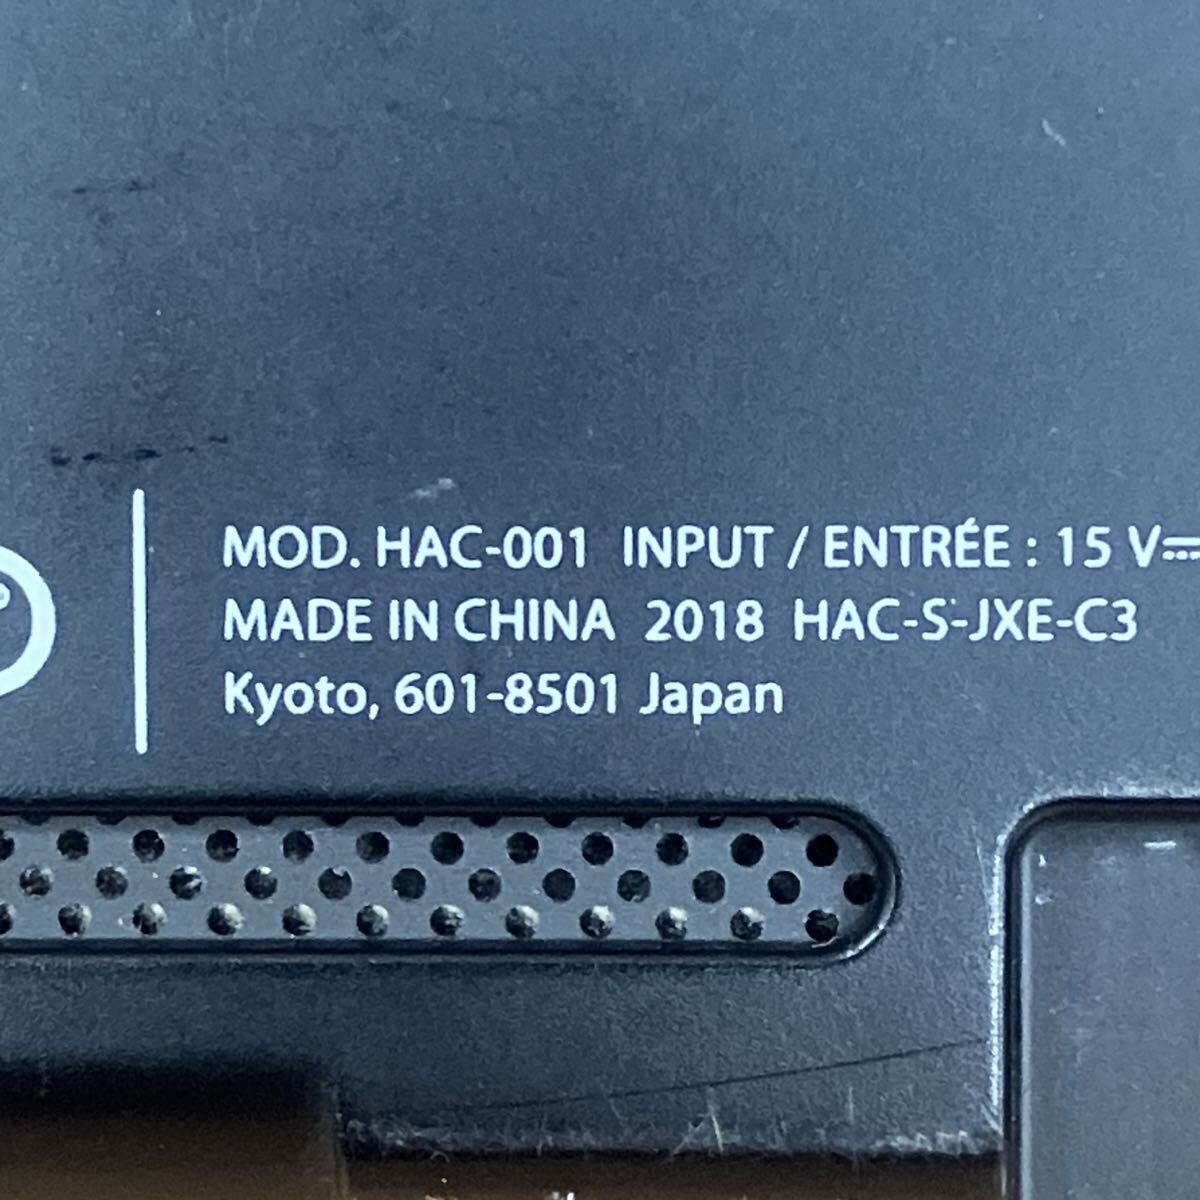 MOD. HAC-001 INPUT / ENTRÉE : 15 V⎓
MADE IN CHINA 2018 HAC-S-JXE-C3
Kyoto, 601-8501 Japan